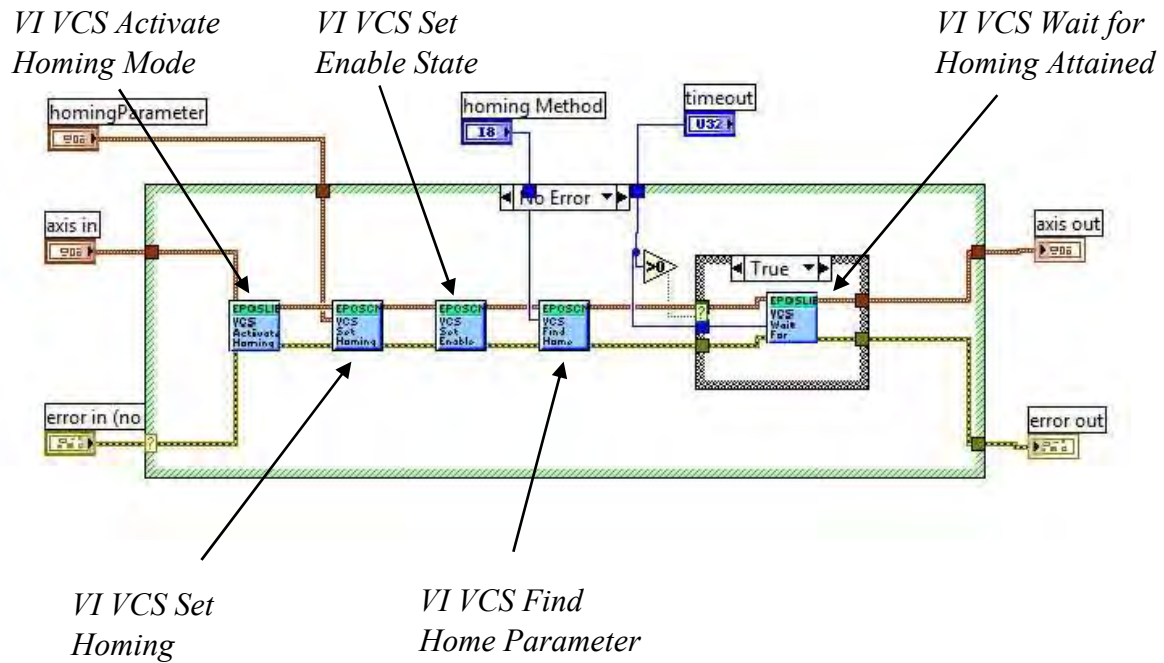 VI VCS Activate
Homing Mode
VI VCS Set
Enable State
VI VCS Wait for
Homing Attained
homingParameter
homing Method
I8
timeout
U32
No Error
axis in
axis out
>0
True
EPOSLIB
VCS
Activate
Homing
EPOSCM
VCS
Set
Homing
EPOSCM
VCS
Set
Enable
EPOSCM
VCS
Find
Home
EPOSLIB
VCS
Wait
For
?
error in (no
?
error out
VI VCS Set
Homing
VI VCS Find
Home Parameter